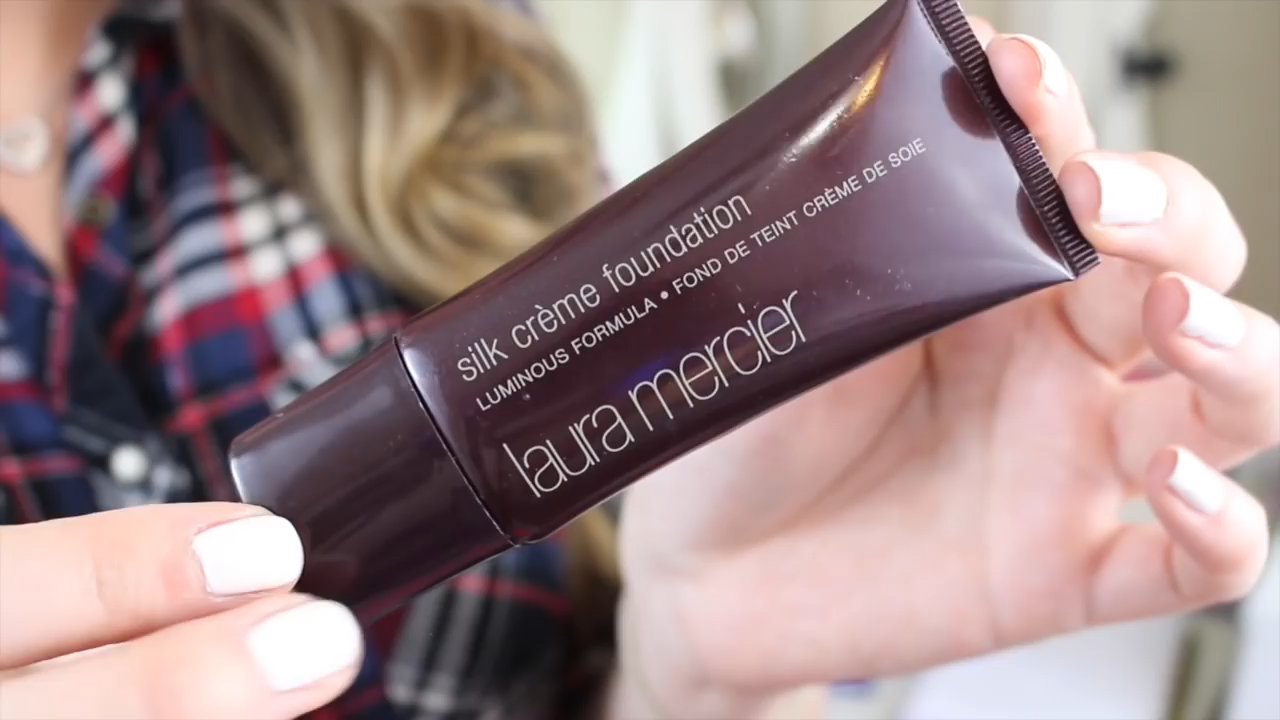 silk crème foundation
LUMINOUS FORMULA • FOND DE TEINT CRÈME DE SOIE
laura mercier